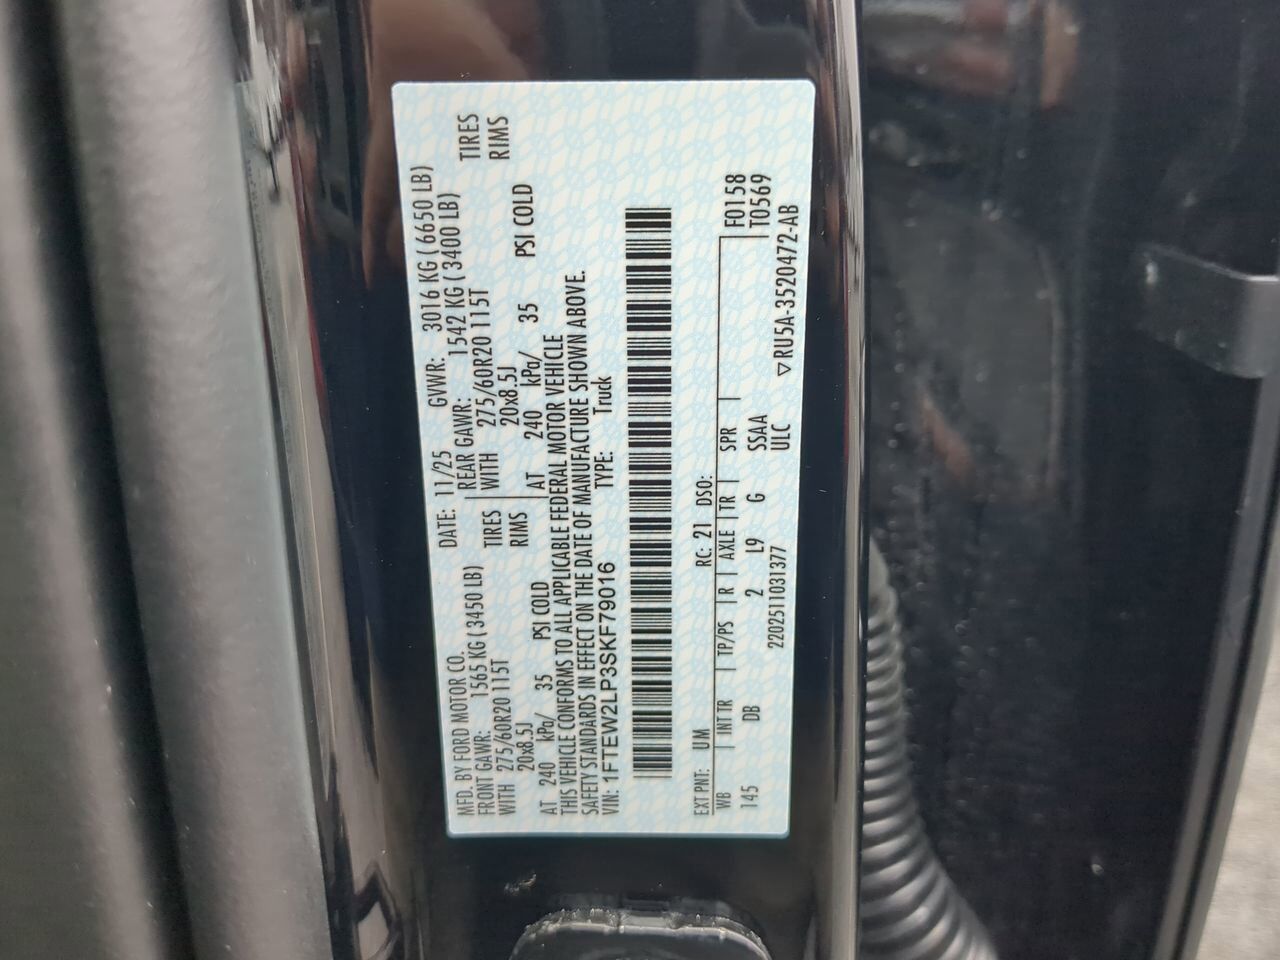 MFD. BY FORD MOTOR CO. DATE: 11/25 GVWR: 3016 KG ( 6650 LB)
FRONT GAWR: 1565 KG ( 3450 LB) REAR GAWR: 1542 KG ( 3400 LB)
WITH 275/60R20 115T TIRES WITH 275/60R20 115T TIRES
20x8.5J RIMS 20x8.5J RIMS
AT 240 kPa/ 35 PSI COLD AT 240 kPa/ 35 PSI COLD
THIS VEHICLE CONFORMS TO ALL APPLICABLE FEDERAL MOTOR VEHICLE
SAFETY STANDARDS IN EFFECT ON THE DATE OF MANUFACTURE SHOWN ABOVE.
VIN: 1FTEW2LP3SKF79016 TYPE: Truck
EXT PNT: UM RC: 21 DSO:
WB INT TR TP/PS R AXLE TR SPR F0158
145 DB 2 L9 G SSAA T0569
2202511031377 ULC ▽RU5A-3520472-AB